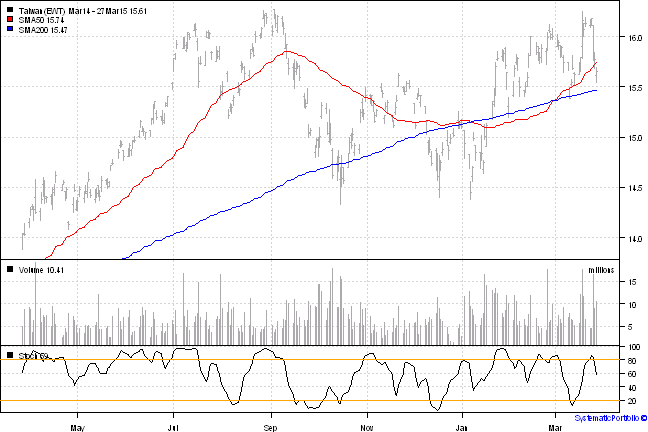 Taiwan (EWT) Mar14 - 27Mar15 15.61
SMA50 15.74
SMA200 15.47
16.0
15.5
15.0
14.5
14.0
Volume 10.41
millions
15
10
5
100
80
60
40
20
May
Jul
Sep
Nov
Jan
Mar
SystematicPortfolio ©